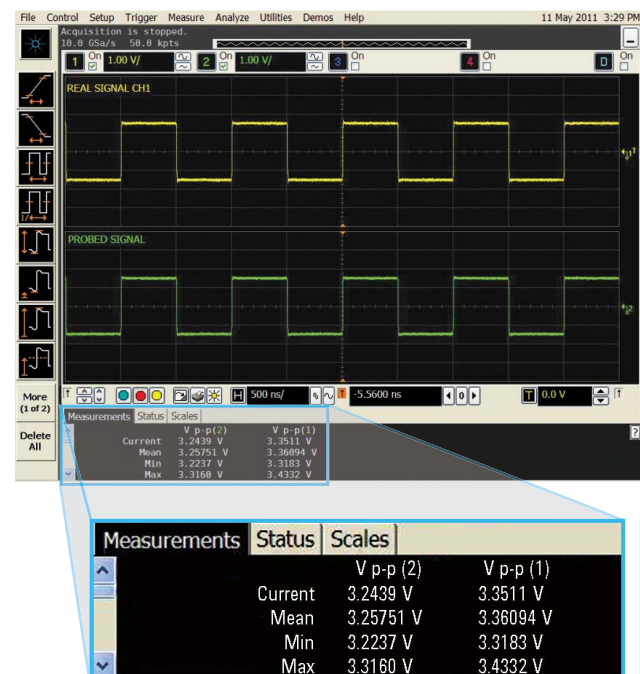 File Control Setup Trigger Measure Analyze Utilities Demos Help 11 May 2011 3:29 PM
Acquisition is stopped.
10.0 GSa/s 50.0 kpts
1 On 1.00 V/ 2 On 1.00 V/ 3 On 4 On D On
REAL SIGNAL CH1
PROBED SIGNAL
More
(1 of 2)
Delete
All
H 500 ns/ -5.5600 ns 0 T 0.0 V
Measurements Status Scales
V p-p(2) V p-p(1)
Current 3.2439 V 3.3511 V
Mean 3.25751 V 3.36094 V
Min 3.2237 V 3.3183 V
Max 3.3160 V 3.4332 V
Measurements Status Scales
V p-p (2) V p-p (1)
Current 3.2439 V 3.3511 V
Mean 3.25751 V 3.36094 V
Min 3.2237 V 3.3183 V
Max 3.3160 V 3.4332 V